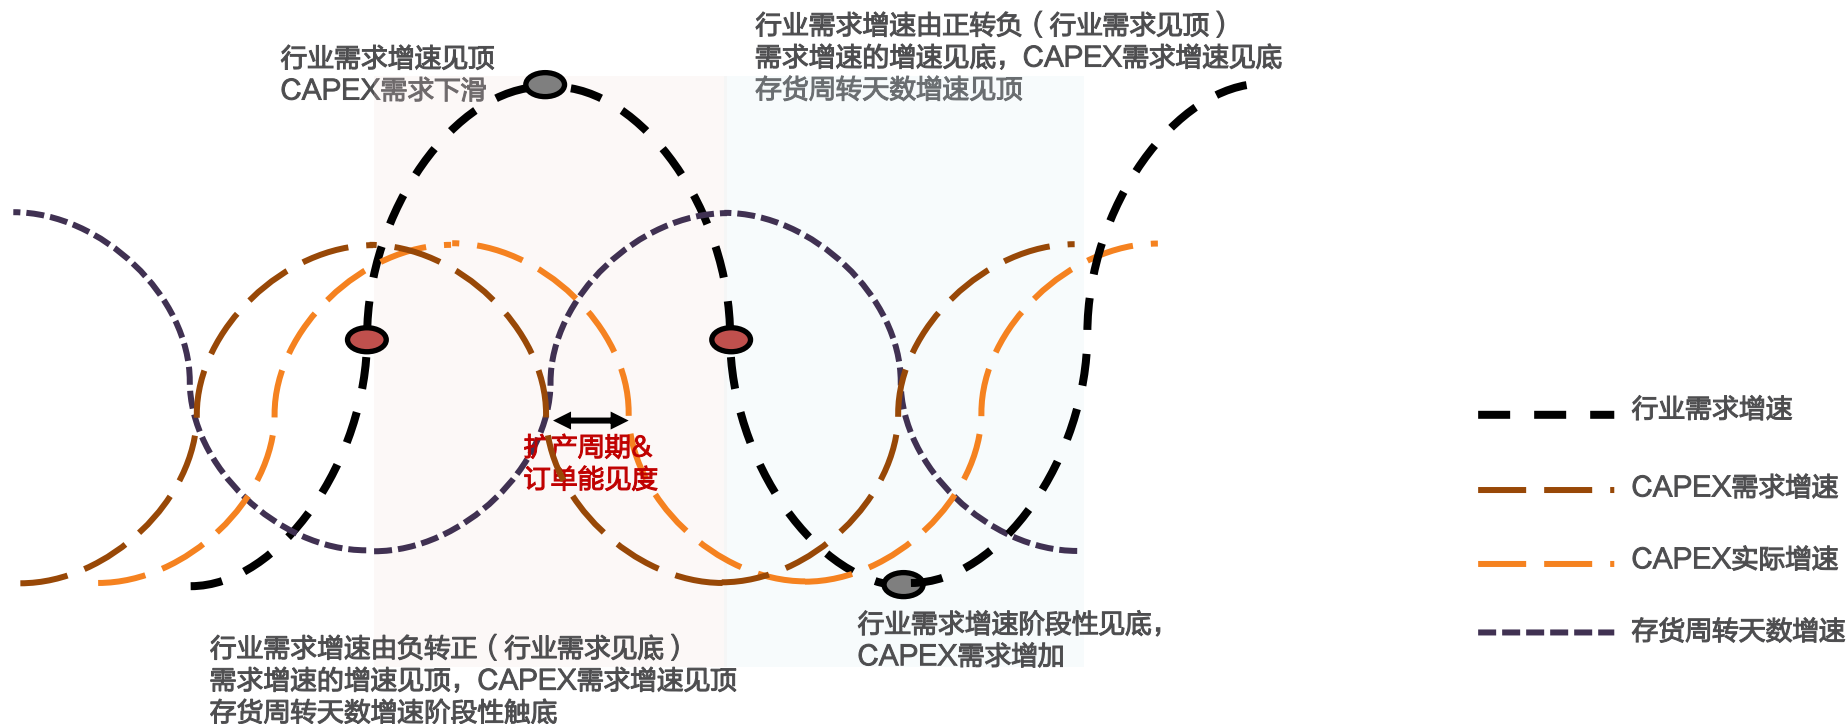 行业需求增速见顶
CAPEX需求下滑
行业需求增速由正转负（行业需求见顶）
需求增速的增速见底，CAPEX需求增速见底
存货周转天数增速见顶
扩产周期&
订单能见度
行业需求增速由负转正（行业需求见底）
需求增速的增速见顶，CAPEX需求增速见顶
存货周转天数增速阶段性触底
行业需求增速阶段性见底，
CAPEX需求增加
行业需求增速
CAPEX需求增速
CAPEX实际增速
存货周转天数增速